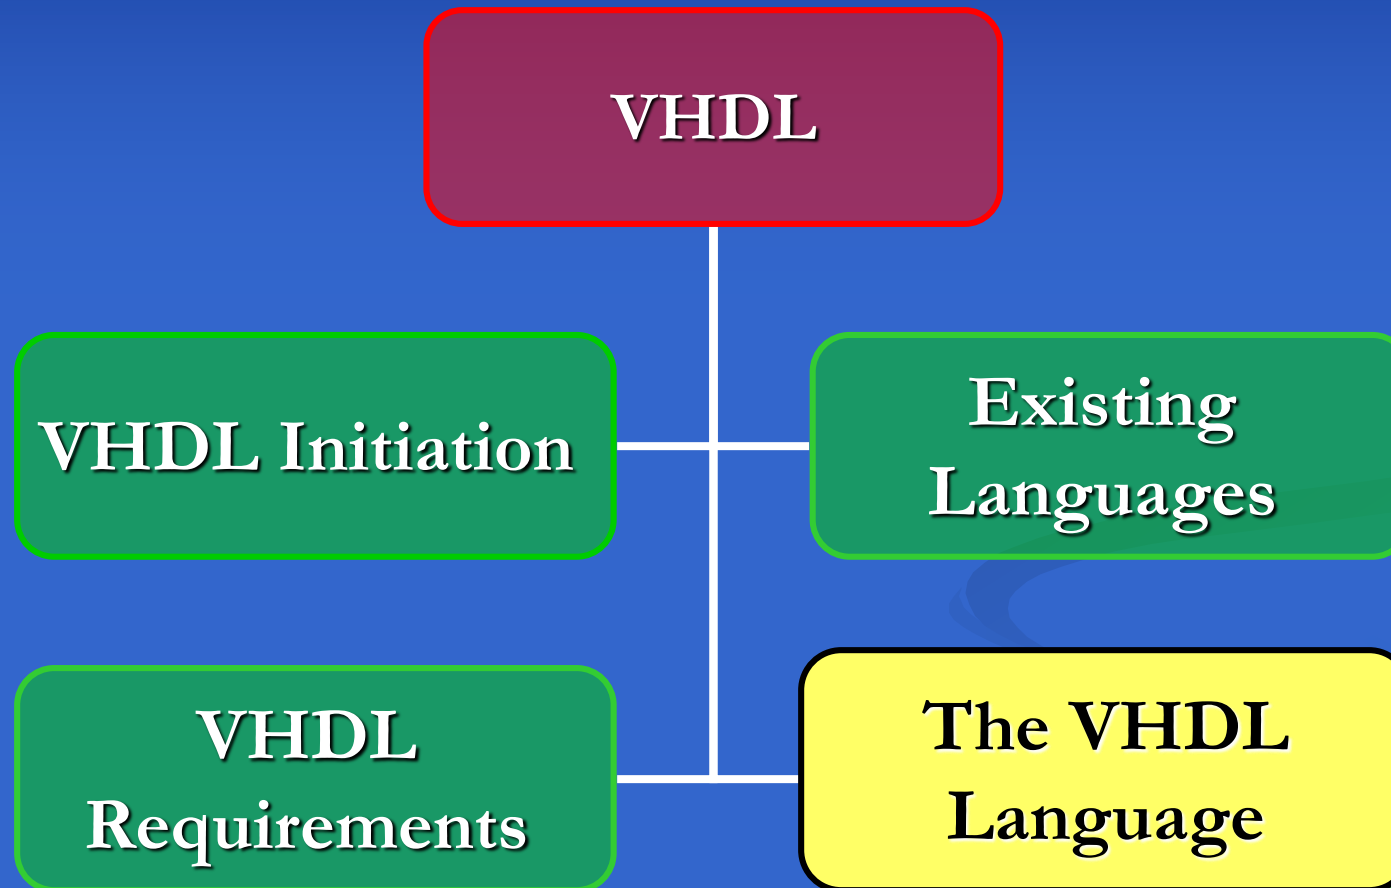 VHDL
VHDL Initiation
Existing
Languages
VHDL
Requirements
The VHDL
Language